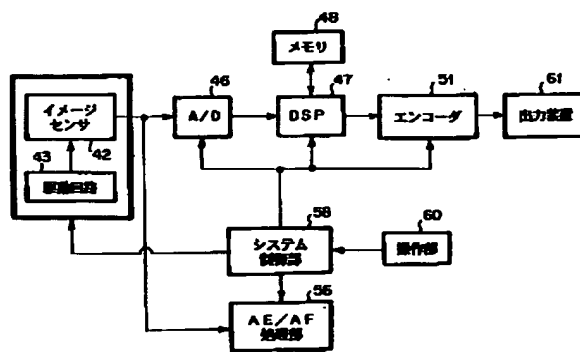 48
メモリ
46
47
51
61
イメージ
センサ
A/D
DSP
エンコーダ
出力装置
42
43
駆動回路
58
60
システム
制御部
操作部
56
AE/AF
処理部